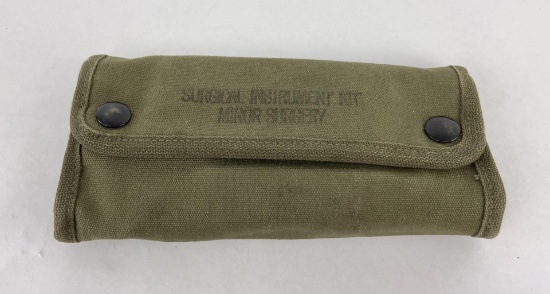 SURGICAL INSTRUMENT KIT
MINOR SURGERY